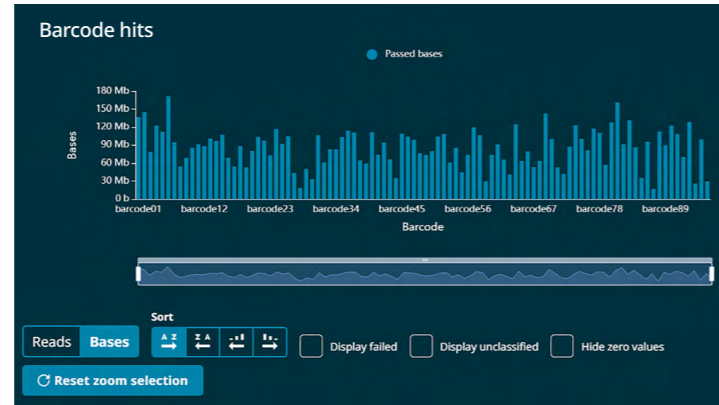 Barcode hits
Passed bases
180 Mb
150 Mb
120 Mb
90 Mb
60 Mb
30 Mb
0 b
Bases
barcode01 barcode12 barcode23 barcode34 barcode45 barcode56 barcode67 barcode78 barcode89
Barcode
Sort
Reads Bases A Z Z A Display failed Display unclassified Hide zero values
Reset zoom selection